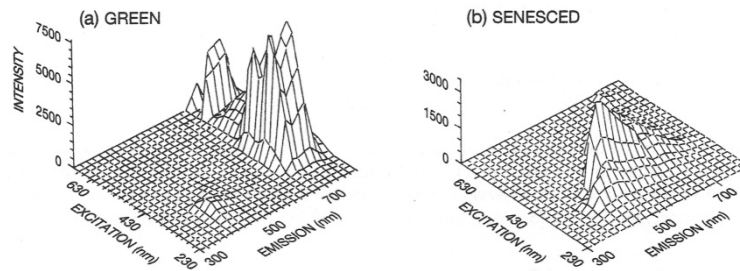 (a) GREEN
7500
5000
2500
0
INTENSITY
630
430
230
EXCITATION (nm)
300
500
700
EMISSION (nm)
(b) SENESCED
3000
1500
0
630
430
230
EXCITATION (nm)
300
500
700
EMISSION (nm)